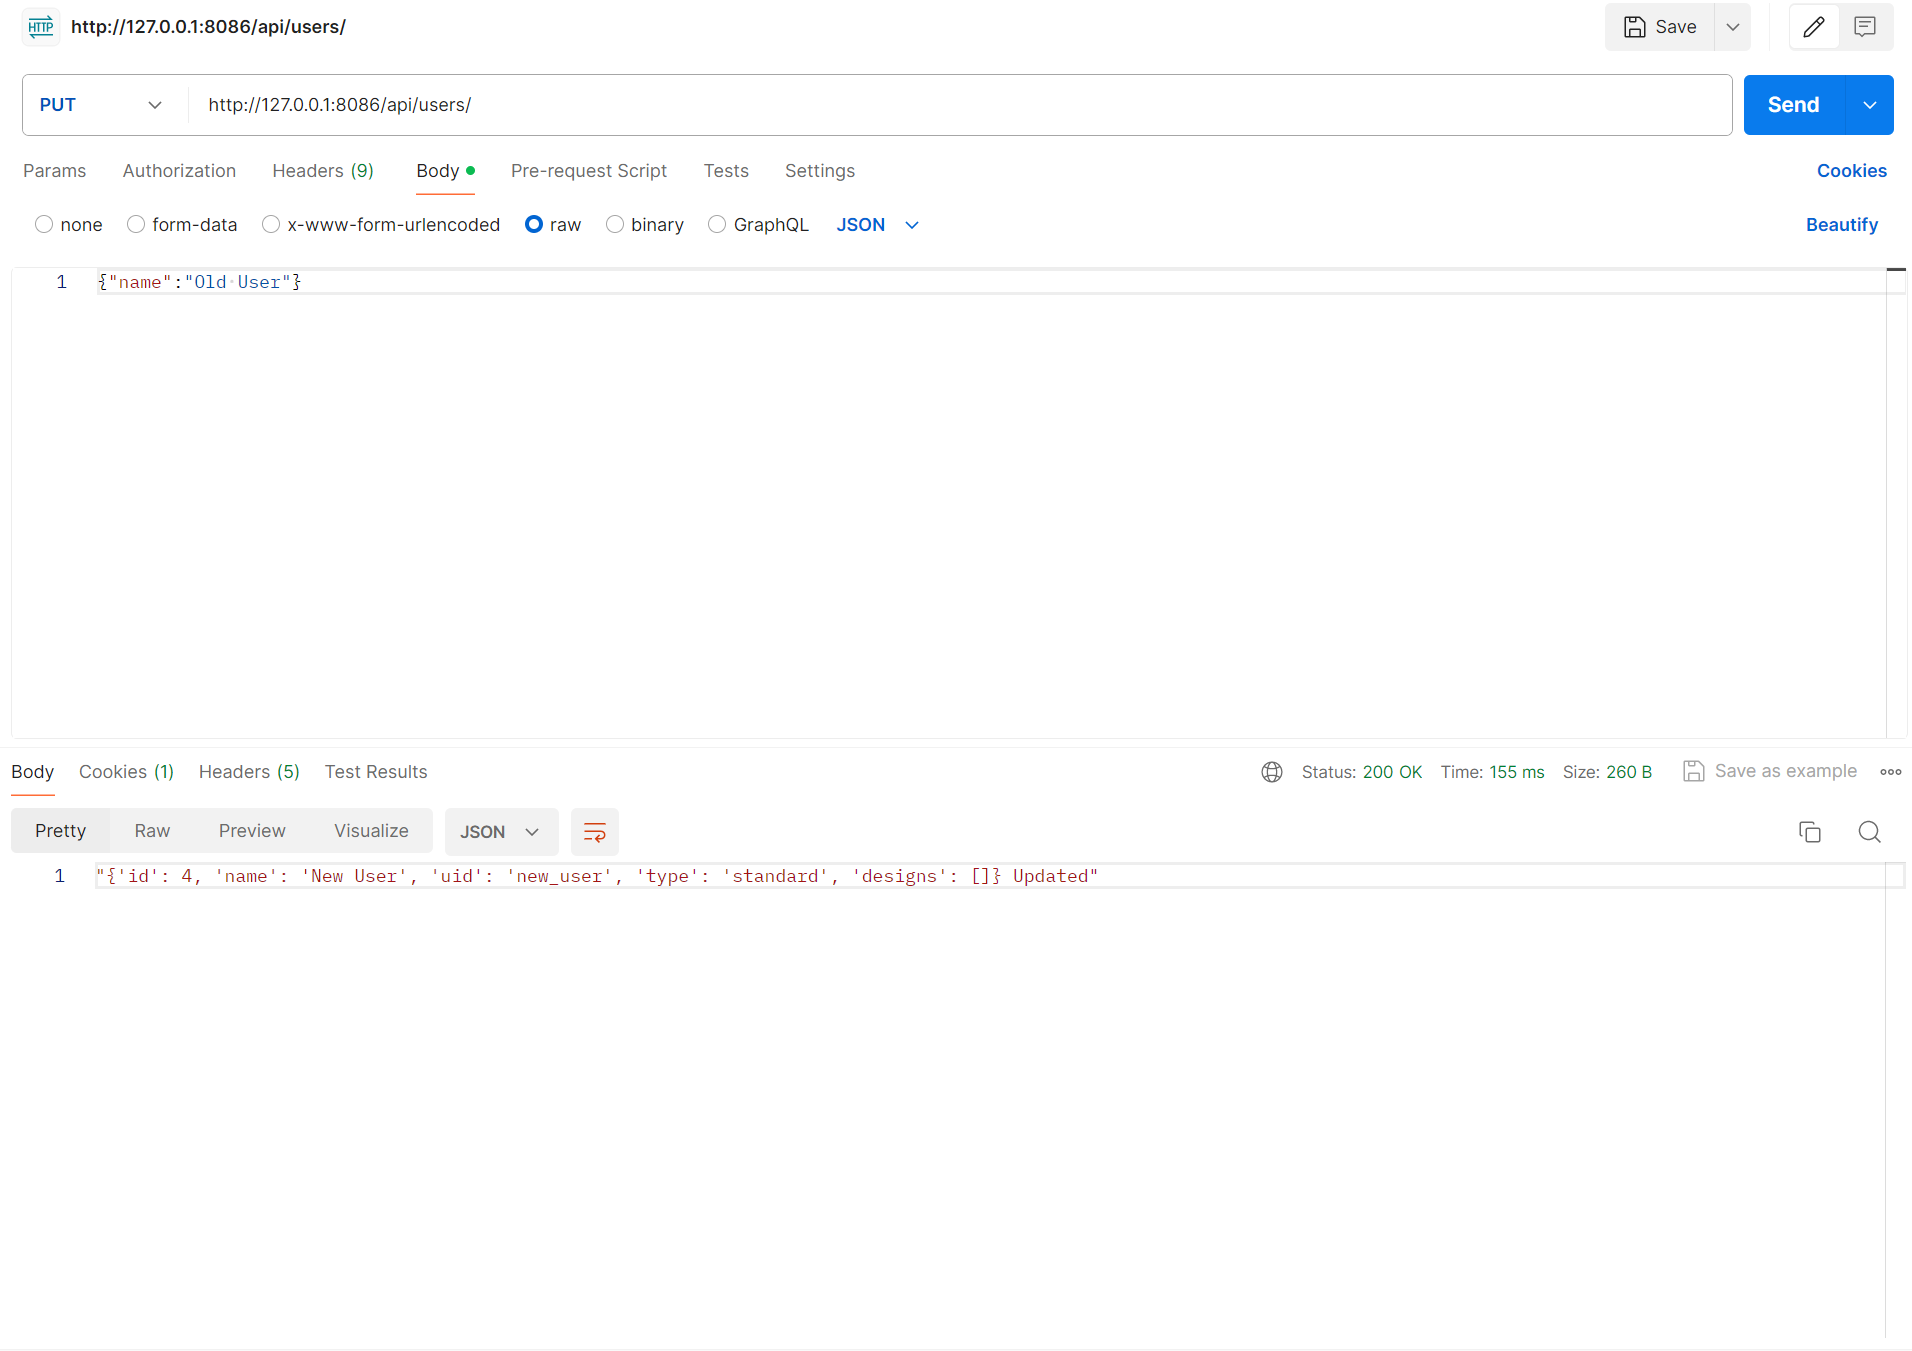 HTTP http://127.0.0.1:8086/api/users/ Save
PUT http://127.0.0.1:8086/api/users/ Send
Params Authorization Headers (9) Body Pre-request Script Tests Settings Cookies
none form-data x-www-form-urlencoded raw binary GraphQL JSON Beautify
1 {"name":"Old User"}
Body Cookies (1) Headers (5) Test Results Status: 200 OK Time: 155 ms Size: 260 B Save as example
Pretty Raw Preview Visualize JSON
1 "{'id': 4, 'name': 'New User', 'uid': 'new_user', 'type': 'standard', 'designs': []} Updated"